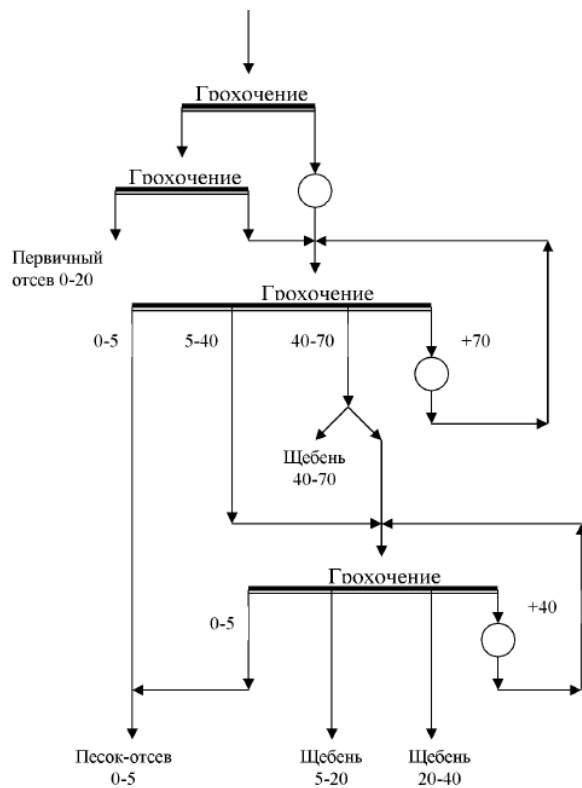 Грохочение
Грохочение
Первичный
отсев 0-20
Грохочение
0-5
5-40
40-70
+70
Щебень
40-70
Грохочение
0-5
+40
Песок-отсев
0-5
Щебень
5-20
Щебень
20-40